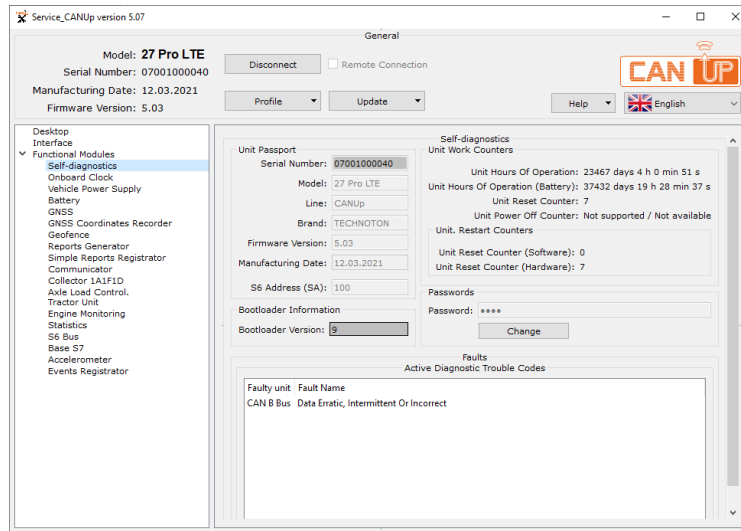 Service_CANUp version 5.07
General
Model: 27 Pro LTE
Serial Number: 07001000040
Manufacturing Date: 12.03.2021
Firmware Version: 5.03
Disconnect
Remote Connection
Profile
Update
Help
English
CAN UP
Desktop
Interface
Functional Modules
Self-diagnostics
Onboard Clock
Vehicle Power Supply
Battery
GNSS
GNSS Coordinates Recorder
Geofence
Reports Generator
Simple Reports Registrator
Communicator
Collector 1A1F1D
Axle Load Control.
Tractor Unit
Engine Monitoring
Statistics
S6 Bus
Base S7
Accelerometer
Events Registrator
Self-diagnostics
Unit Passport
Serial Number: 07001000040
Model: 27 Pro LTE
Line: CANUp
Brand: TECHNOTON
Firmware Version: 5.03
Manufacturing Date: 12.03.2021
S6 Address (SA): 100
Bootloader Information
Bootloader Version: 9
Unit Work Counters
Unit Hours Of Operation: 23467 days 4 h 0 min 51 s
Unit Hours Of Operation (Battery): 37432 days 19 h 28 min 37 s
Unit Reset Counter: 7
Unit Power Off Counter: Not supported / Not available
Unit. Restart Counters
Unit Reset Counter (Software): 0
Unit Reset Counter (Hardware): 7
Passwords
Password: ••••
Change
Faults
Active Diagnostic Trouble Codes
Faulty unit Fault Name
CAN B Bus Data Erratic, Intermittent Or Incorrect